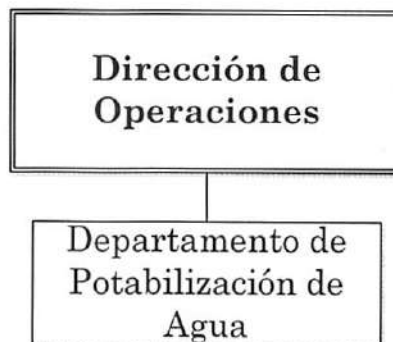 Dirección de
Operaciones
Departamento de
Potabilización de
Agua